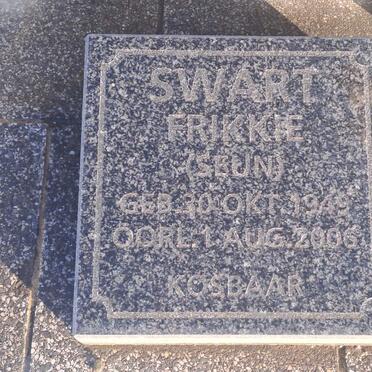 SWART
FRIKKIE
(SEUN)
GEB. 30 OKT. 1949
OORL. 1 AUG. 2006
KOSBAAR